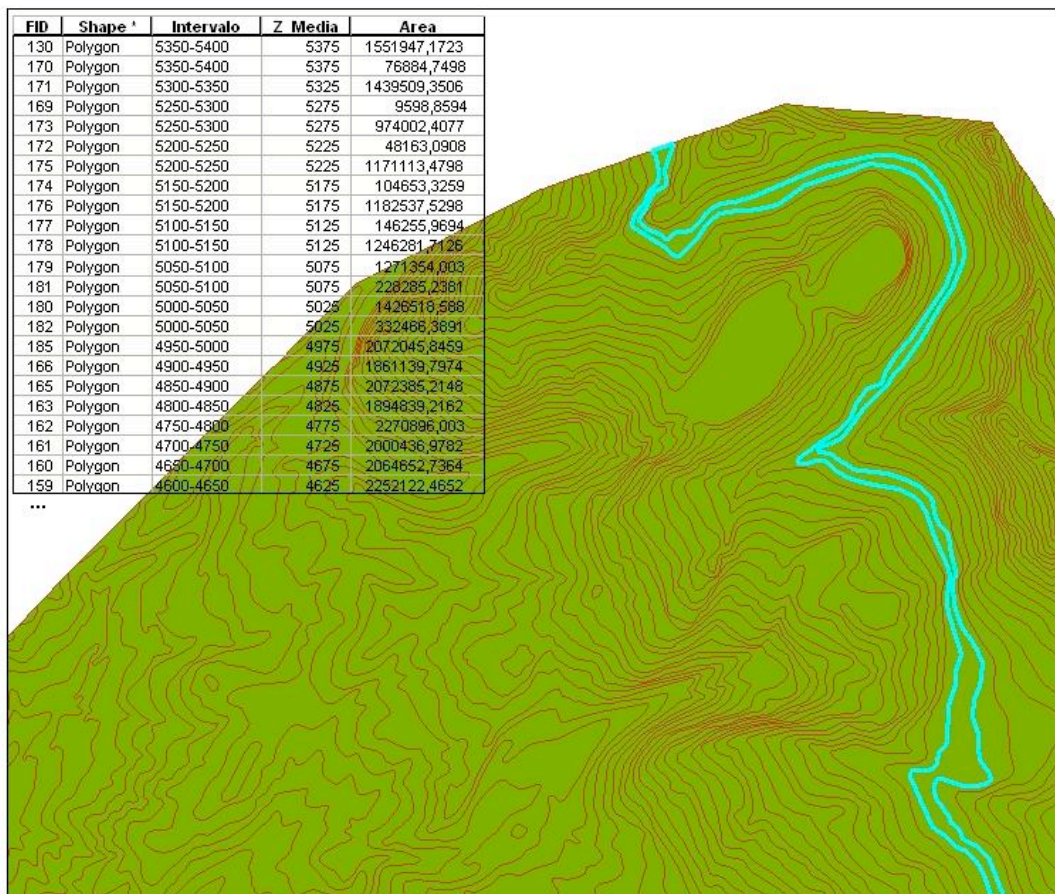 FID Shape * Intervalo Z_Media Area
130 Polygon 5350-5400 5375 1551947,1723
170 Polygon 5350-5400 5375 76884,7498
171 Polygon 5300-5350 5325 1439509,3506
169 Polygon 5250-5300 5275 9598,8594
173 Polygon 5250-5300 5275 974002,4077
172 Polygon 5200-5250 5225 48163,0908
175 Polygon 5200-5250 5225 1171113,4798
174 Polygon 5150-5200 5175 104653,3259
176 Polygon 5150-5200 5175 1182537,5298
177 Polygon 5100-5150 5125 146255,9694
178 Polygon 5100-5150 5125 1246281,7126
179 Polygon 5050-5100 5075 1271354,003
181 Polygon 5050-5100 5075 228285,2381
180 Polygon 5000-5050 5025 1426518,588
182 Polygon 5000-5050 5025 332466,3891
185 Polygon 4950-5000 4975 2072045,8459
166 Polygon 4900-4950 4925 1861139,7974
165 Polygon 4850-4900 4875 2072385,2148
163 Polygon 4800-4850 4825 1894839,2162
162 Polygon 4750-4800 4775 2270896,003
161 Polygon 4700-4750 4725 2000436,9782
160 Polygon 4650-4700 4675 2064652,7364
159 Polygon 4600-4650 4625 2252122,4652
...